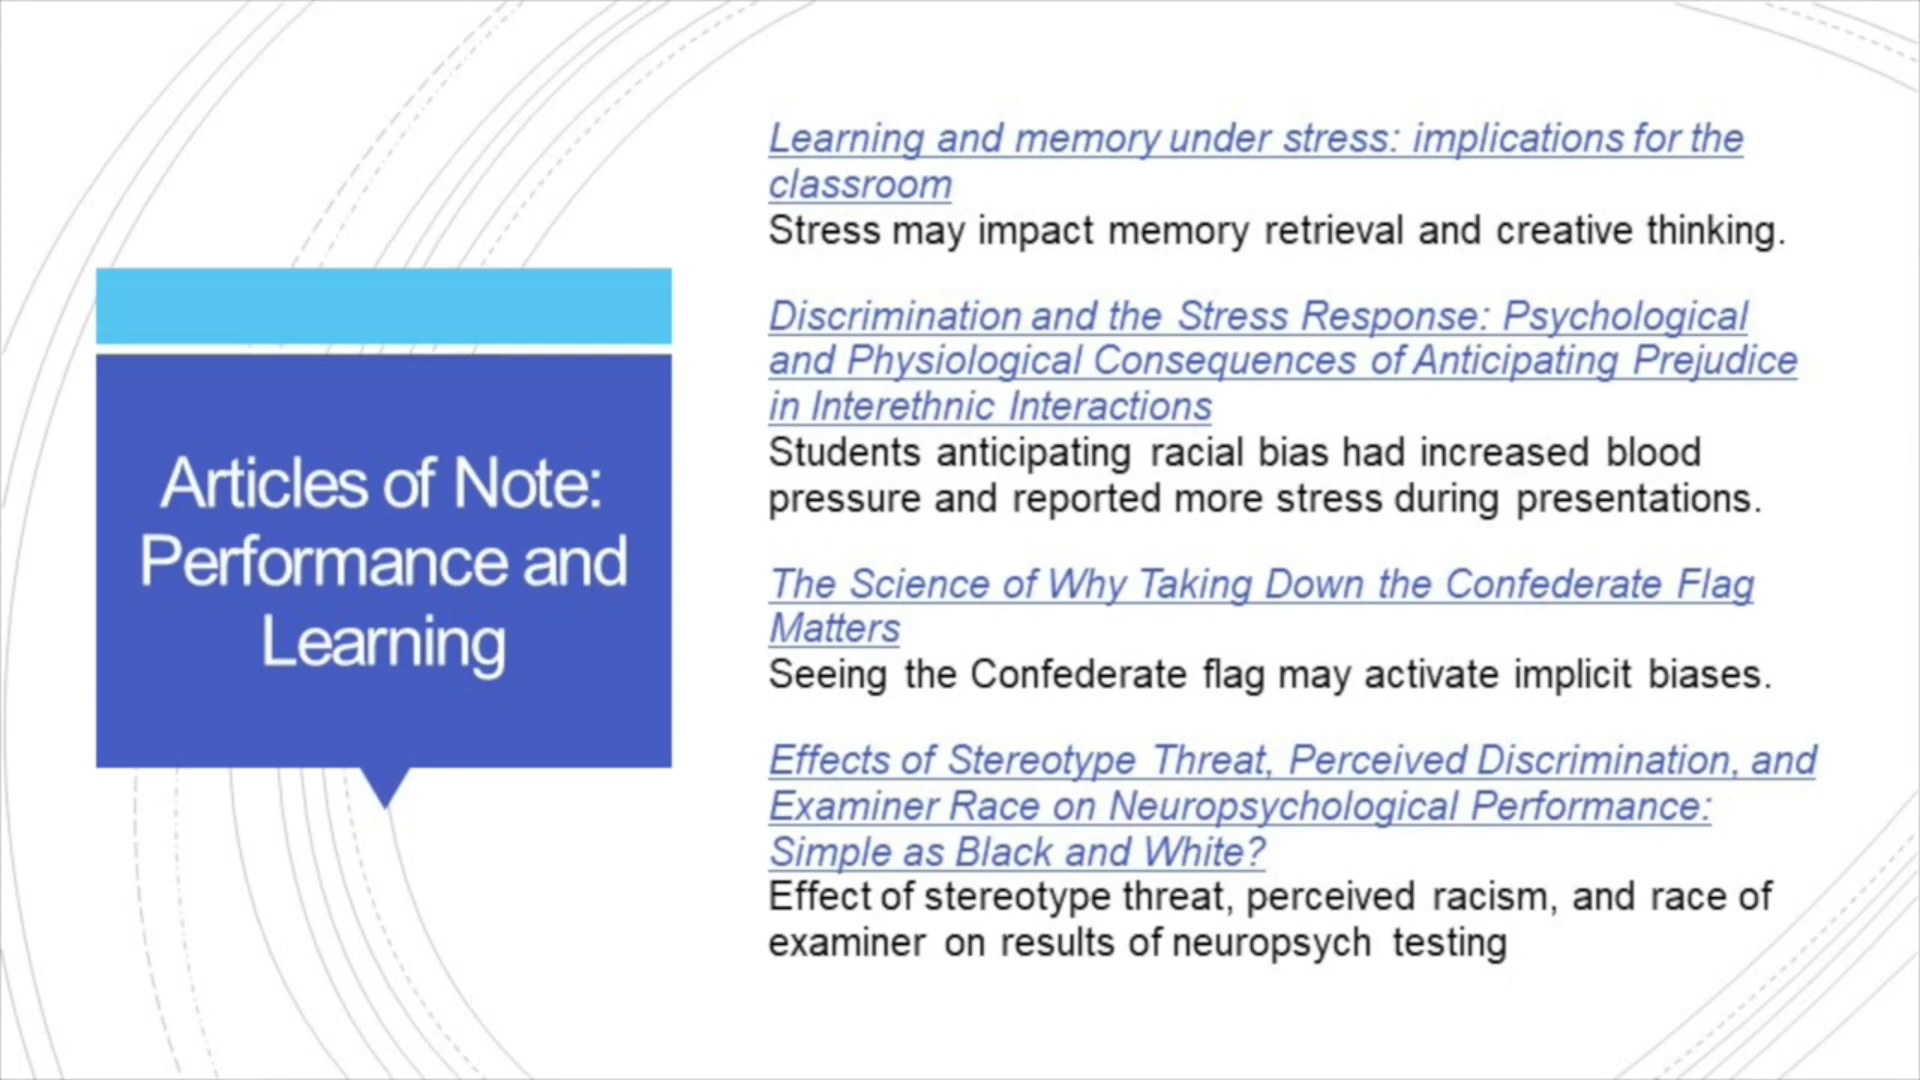 Articles of Note:
Performance and
Learning
Learning and memory under stress: implications for the
classroom
Stress may impact memory retrieval and creative thinking.
Discrimination and the Stress Response: Psychological
and Physiological Consequences of Anticipating Prejudice
in Interethnic Interactions
Students anticipating racial bias had increased blood
pressure and reported more stress during presentations.
The Science of Why Taking Down the Confederate Flag
Matters
Seeing the Confederate flag may activate implicit biases.
Effects of Stereotype Threat, Perceived Discrimination, and
Examiner Race on Neuropsychological Performance:
Simple as Black and White?
Effect of stereotype threat, perceived racism, and race of
examiner on results of neuropsych testing